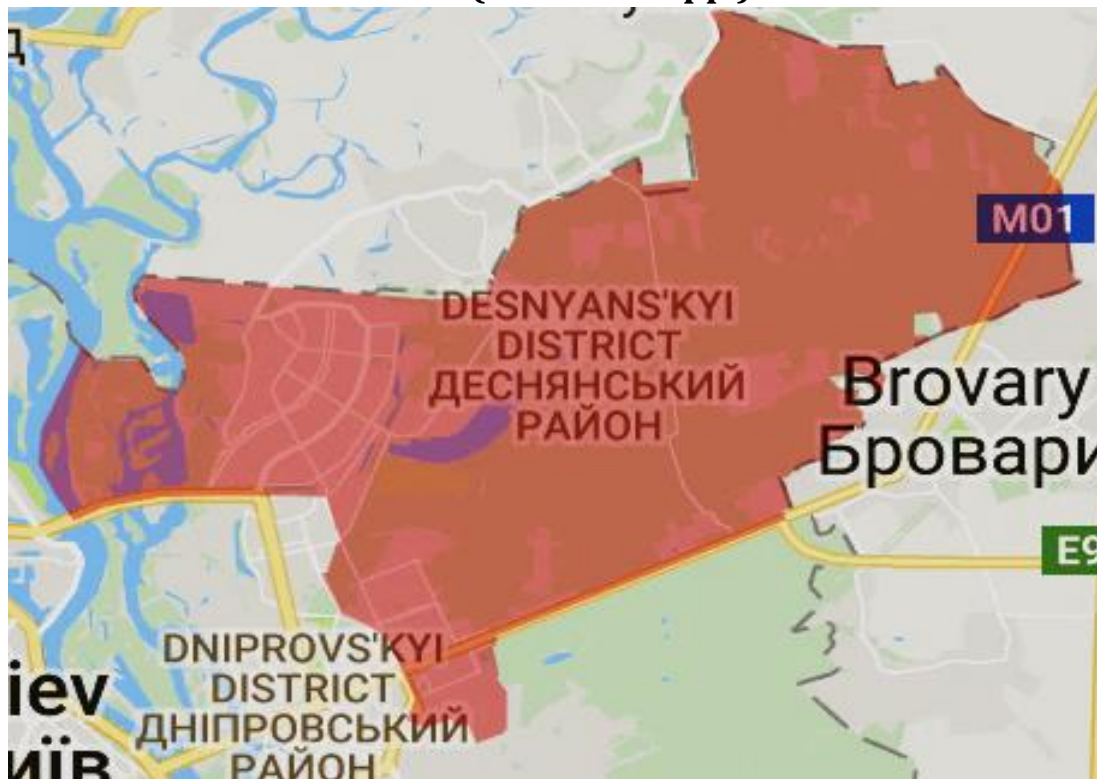 M01
DESNYANS'KYI
DISTRICT
ДЕСНЯНСЬКИЙ
РАЙОН
Brovary
Бровари
E9
DNIPROVS'KYI
DISTRICT
ДНІПРОВСЬКИЙ
РАЙОН
iev
иїв